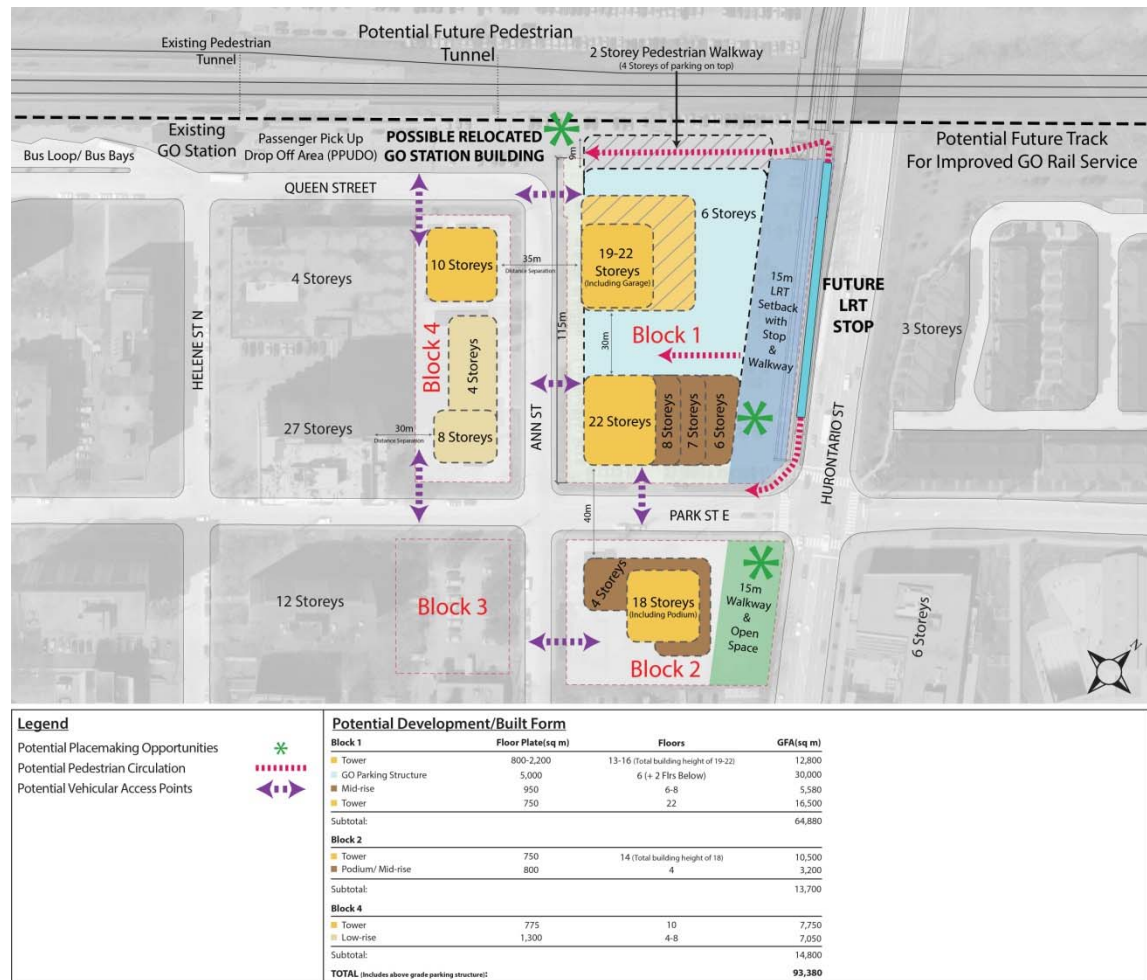 Existing Pedestrian
Tunnel
Potential Future Pedestrian
Tunnel
2 Storey Pedestrian Walkway
(4 Storeys of parking on top)
Bus Loop/ Bus Bays
Existing
GO Station
Passenger Pick Up
Drop Off Area (PPUDO)
POSSIBLE RELOCATED
GO STATION BUILDING
9m
Potential Future Track
For Improved GO Rail Service
QUEEN STREET
6 Storeys
4 Storeys
10 Storeys
35m
Distance Separation
19-22
Storeys
(Including Garage)
15m
LRT
Setback
with
Stop
&
Walkway
FUTURE
LRT
STOP
3 Storeys
HELENE ST N
Block 4
4 Storeys
115m
30m
Block 1
27 Storeys
30m
Distance Separation
8 Storeys
ANN ST
22 Storeys
8 Storeys
7 Storeys
6 Storeys
HURONTARIO ST
40m
PARK ST E
12 Storeys
Block 3
4 Storeys
18 Storeys
(Including Podium)
Block 2
15m
Walkway
&
Open
Space
6 Storeys
N
Legend
Potential Placemaking Opportunities
Potential Pedestrian Circulation
Potential Vehicular Access Points
Potential Development/Built Form
Block 1 Floor Plate(sq m) Floors GFA(sq m)
Tower 800-2,200 13-16 (Total building height of 19-22) 12,800
GO Parking Structure 5,000 6 (+ 2 Flrs Below) 30,000
Mid-rise 950 6-8 5,580
Tower 750 22 16,500
Subtotal: 64,880
Block 2
Tower 750 14 (Total building height of 18) 10,500
Podium/ Mid-rise 800 4 3,200
Subtotal: 13,700
Block 4
Tower 775 10 7,750
Low-rise 1,300 4-8 7,050
Subtotal: 14,800
TOTAL (Includes above grade parking structure): 93,380